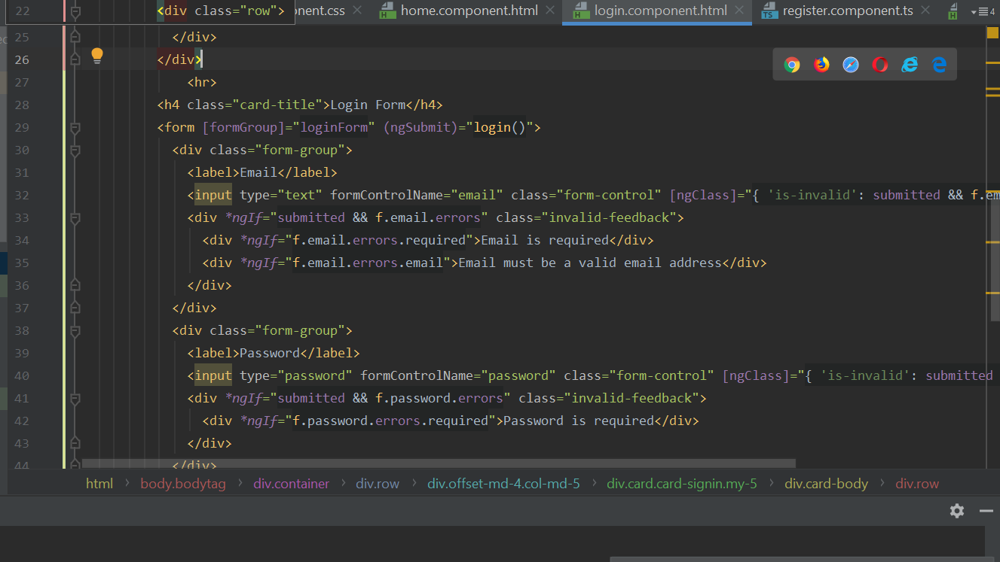 22 <div class="row"> onent.css home.component.html login.component.html register.component.ts 4
25 </div>
26 </div>
27 <hr>
28 <h4 class="card-title">Login Form</h4>
29 <form [formGroup]="loginForm" (ngSubmit)="login()">
30 <div class="form-group">
31 <label>Email</label>
32 <input type="text" formControlName="email" class="form-control" [ngClass]="{ 'is-invalid': submitted && f.em
33 <div *ngIf="submitted && f.email.errors" class="invalid-feedback">
34 <div *ngIf="f.email.errors.required">Email is required</div>
35 <div *ngIf="f.email.errors.email">Email must be a valid email address</div>
36 </div>
37 </div>
38 <div class="form-group">
39 <label>Password</label>
40 <input type="password" formControlName="password" class="form-control" [ngClass]="{ 'is-invalid': submitted
41 <div *ngIf="submitted && f.password.errors" class="invalid-feedback">
42 <div *ngIf="f.password.errors.required">Password is required</div>
43 </div>
44 </div>
html body.bodytag div.container div.row div.offset-md-4.col-md-5 div.card.card-signin.my-5 div.card-body div.row